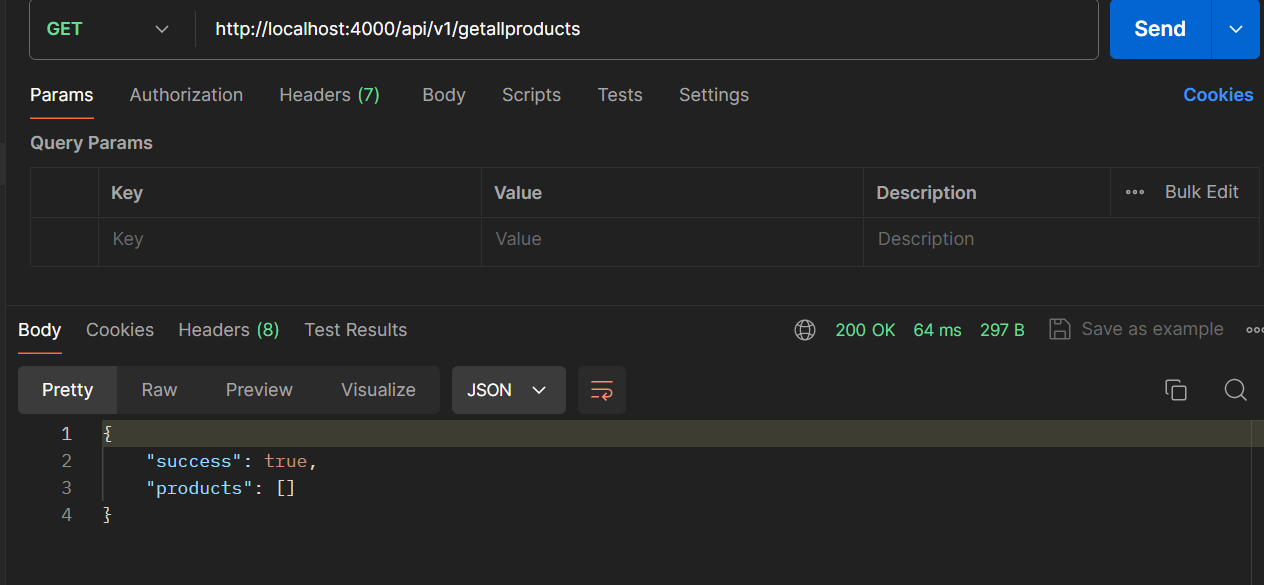 GET http://localhost:4000/api/v1/getallproducts Send
Params Authorization Headers (7) Body Scripts Tests Settings Cookies
Query Params
Key Value Description Bulk Edit
Key Value Description
Body Cookies Headers (8) Test Results 200 OK 64 ms 297 B Save as example
Pretty Raw Preview Visualize JSON
1 {
2 "success": true,
3 "products": []
4 }